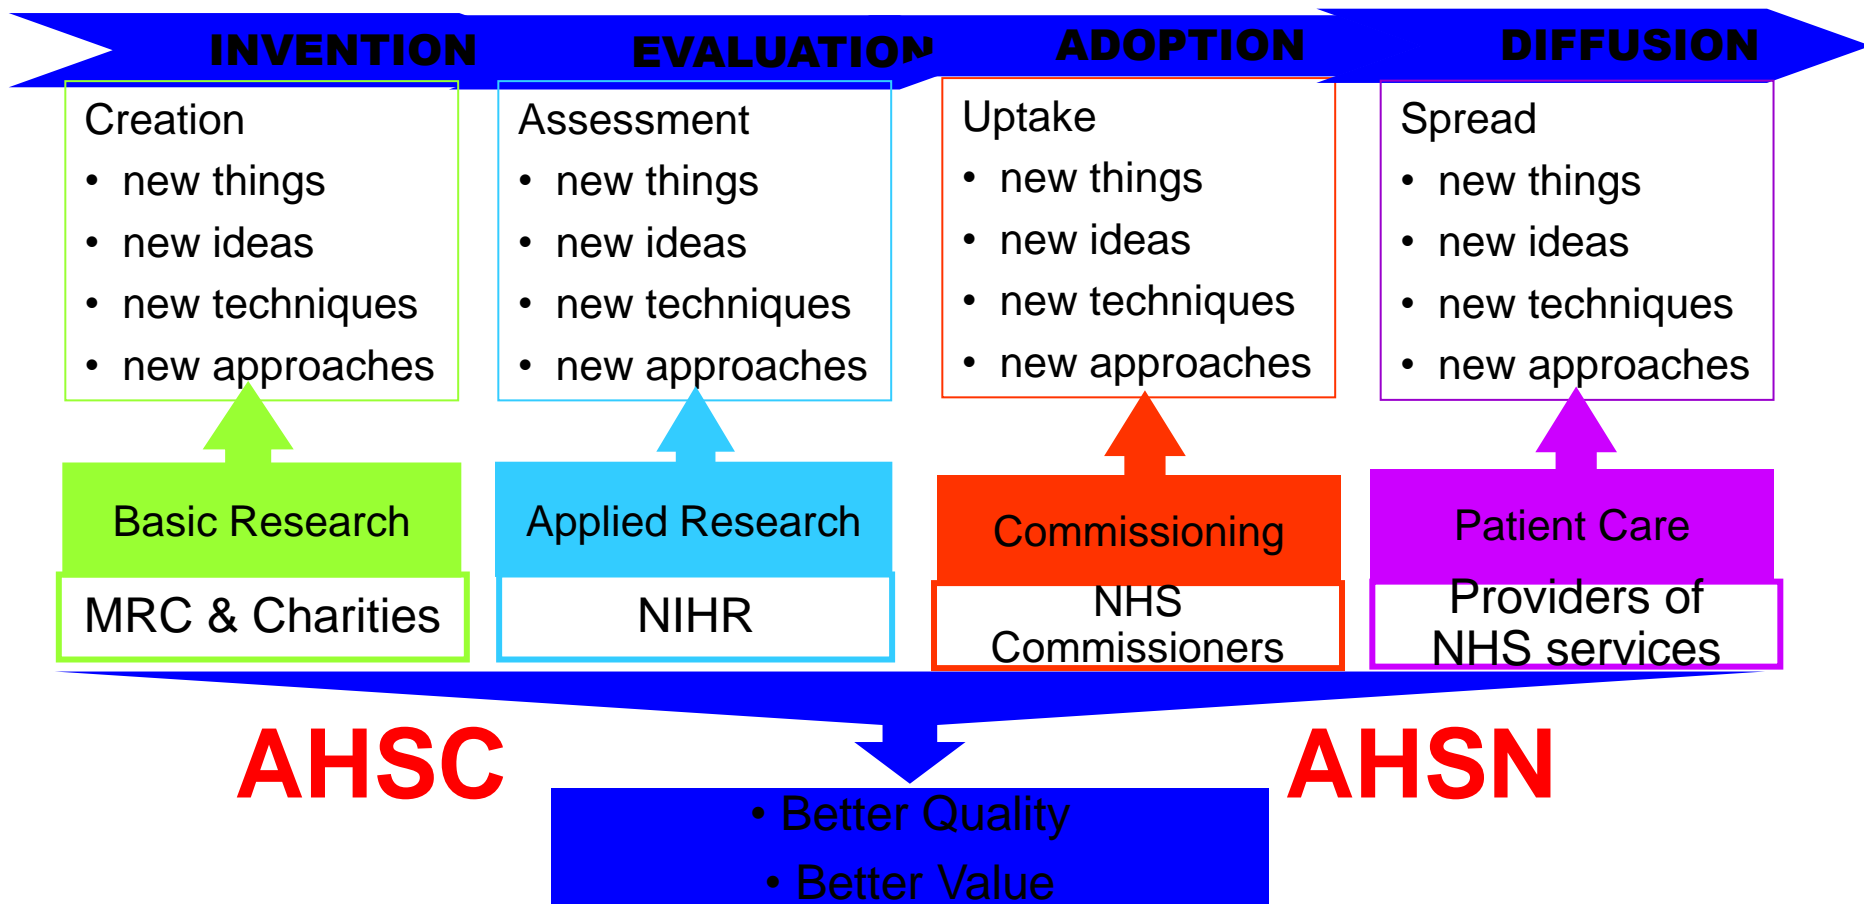 INVENTION
EVALUATION
ADOPTION
DIFFUSION
Creation
• new things
• new ideas
• new techniques
• new approaches
Assessment
• new things
• new ideas
• new techniques
• new approaches
Uptake
• new things
• new ideas
• new techniques
• new approaches
Spread
• new things
• new ideas
• new techniques
• new approaches
Basic Research
Applied Research
Commissioning
Patient Care
MRC & Charities
NIHR
NHS
Commissioners
Providers of
NHS services
AHSC
AHSN
• Better Quality
• Better Value